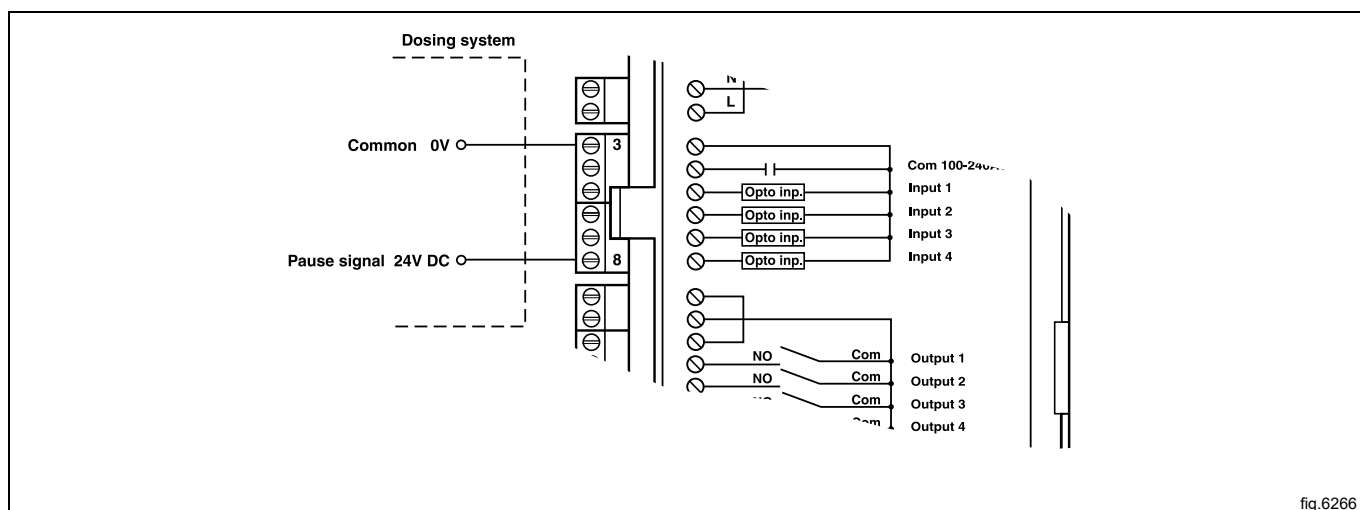 Dosing system
N
L
Common 0V
3
Com
Opto inp.
Input 1
Opto inp.
Input 2
Opto inp.
Input 3
Pause signal 24V DC
8
Opto inp.
Input 4
NO
Com
Output 1
NO
Com
Output 2
Com
Output 3
Output 4
fig.6266